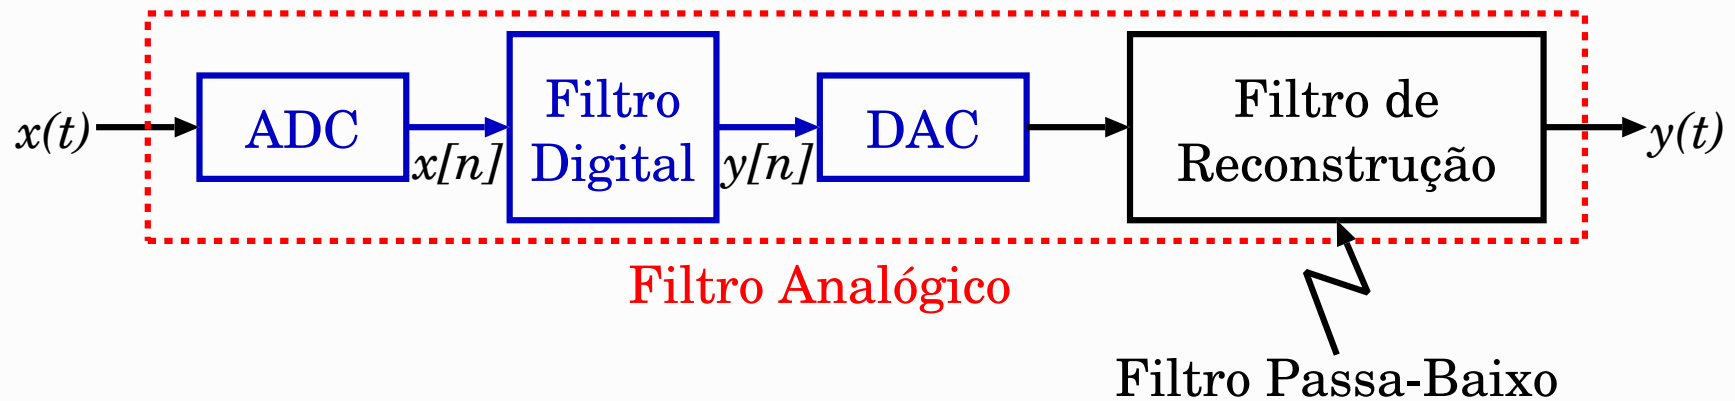 x(t)
ADC
x[n]
Filtro
Digital
y[n]
DAC
Filtro de
Reconstrução
y(t)
Filtro Analógico
Filtro Passa-Baixo